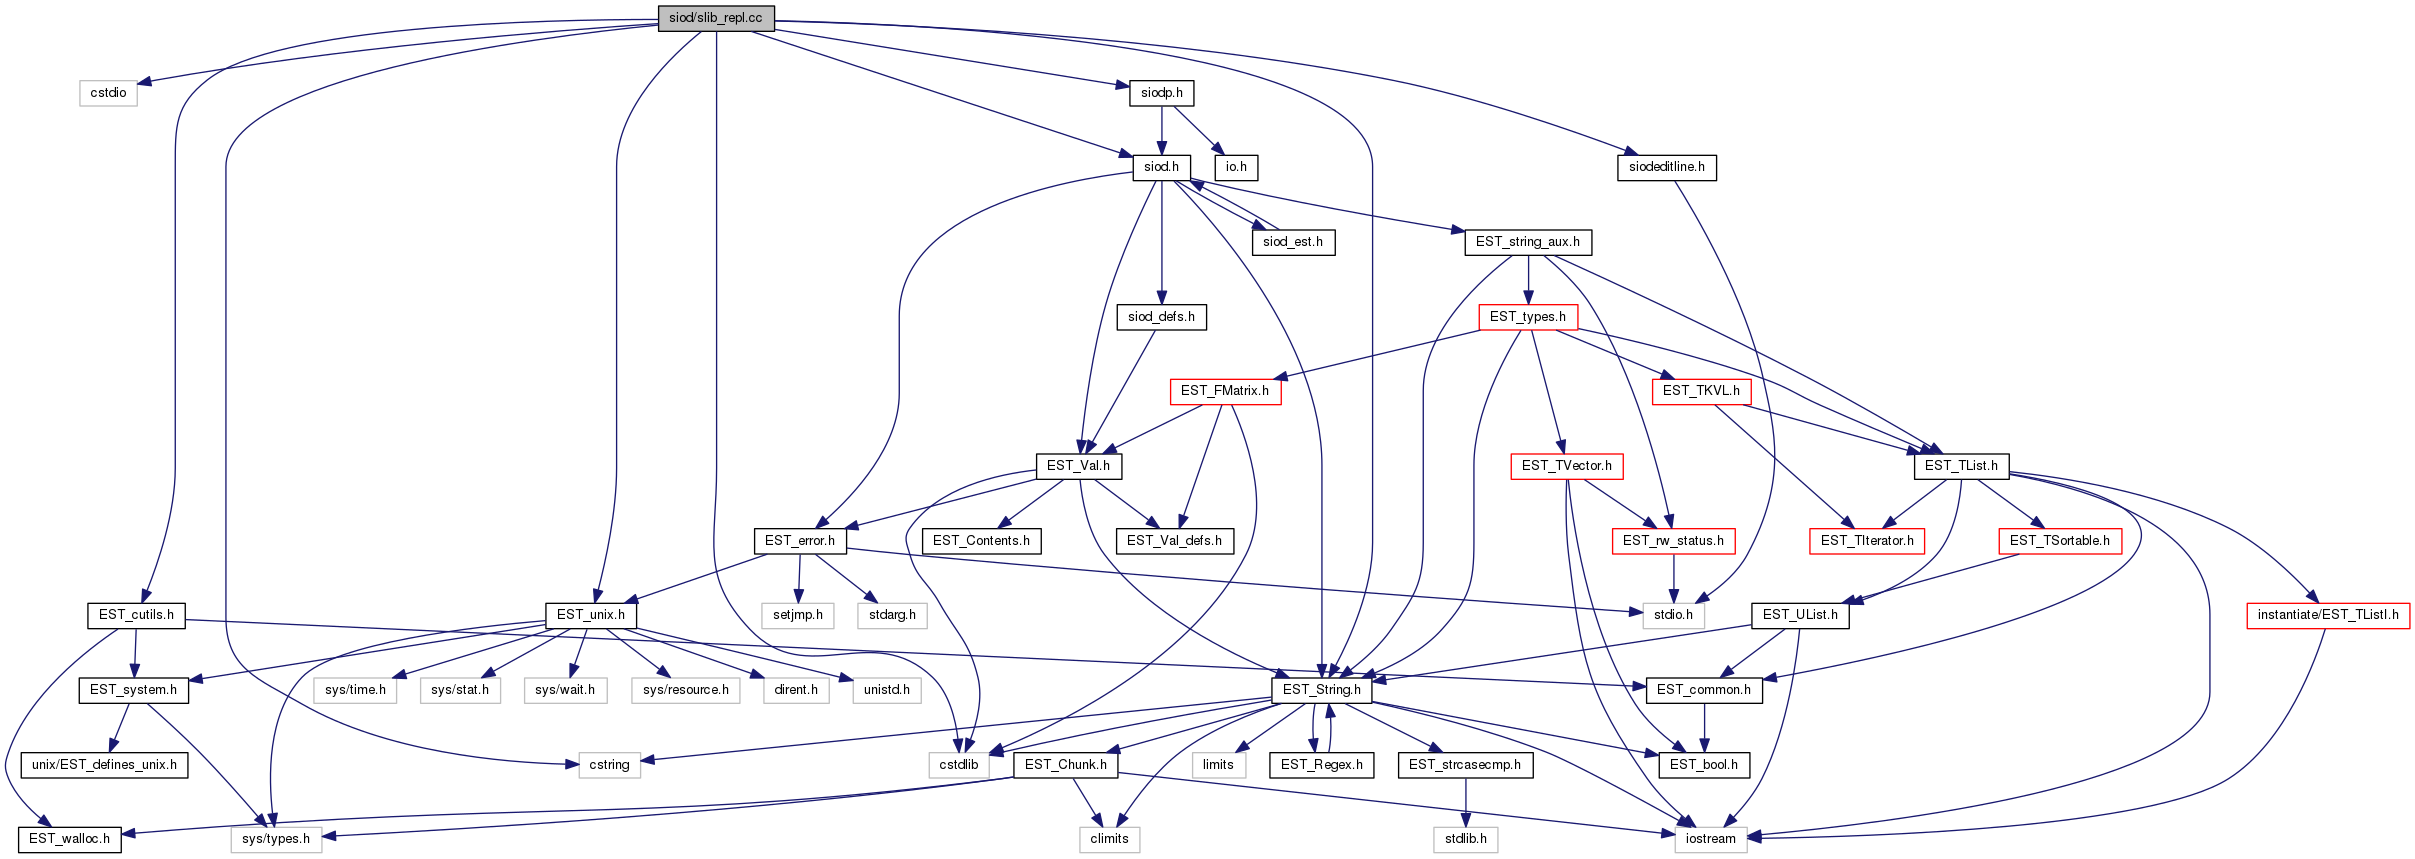 siod/slib_repl.cc
cstdio
siodp.h
siod.h
io.h
siodeditline.h
siod_est.h
EST_string_aux.h
siod_defs.h
EST_types.h
EST_FMatrix.h
EST_TKVL.h
EST_Val.h
EST_TVector.h
EST_TList.h
EST_error.h
EST_Contents.h
EST_Val_defs.h
EST_rw_status.h
EST_TIterator.h
EST_TSortable.h
EST_cutils.h
EST_unix.h
setjmp.h
stdarg.h
stdio.h
EST_UList.h
instantiate/EST_TListI.h
EST_system.h
sys/time.h
sys/stat.h
sys/wait.h
sys/resource.h
dirent.h
unistd.h
EST_String.h
EST_common.h
unix/EST_defines_unix.h
cstring
cstdlib
EST_Chunk.h
limits
EST_Regex.h
EST_strcasecmp.h
EST_bool.h
EST_walloc.h
sys/types.h
climits
stdlib.h
iostream